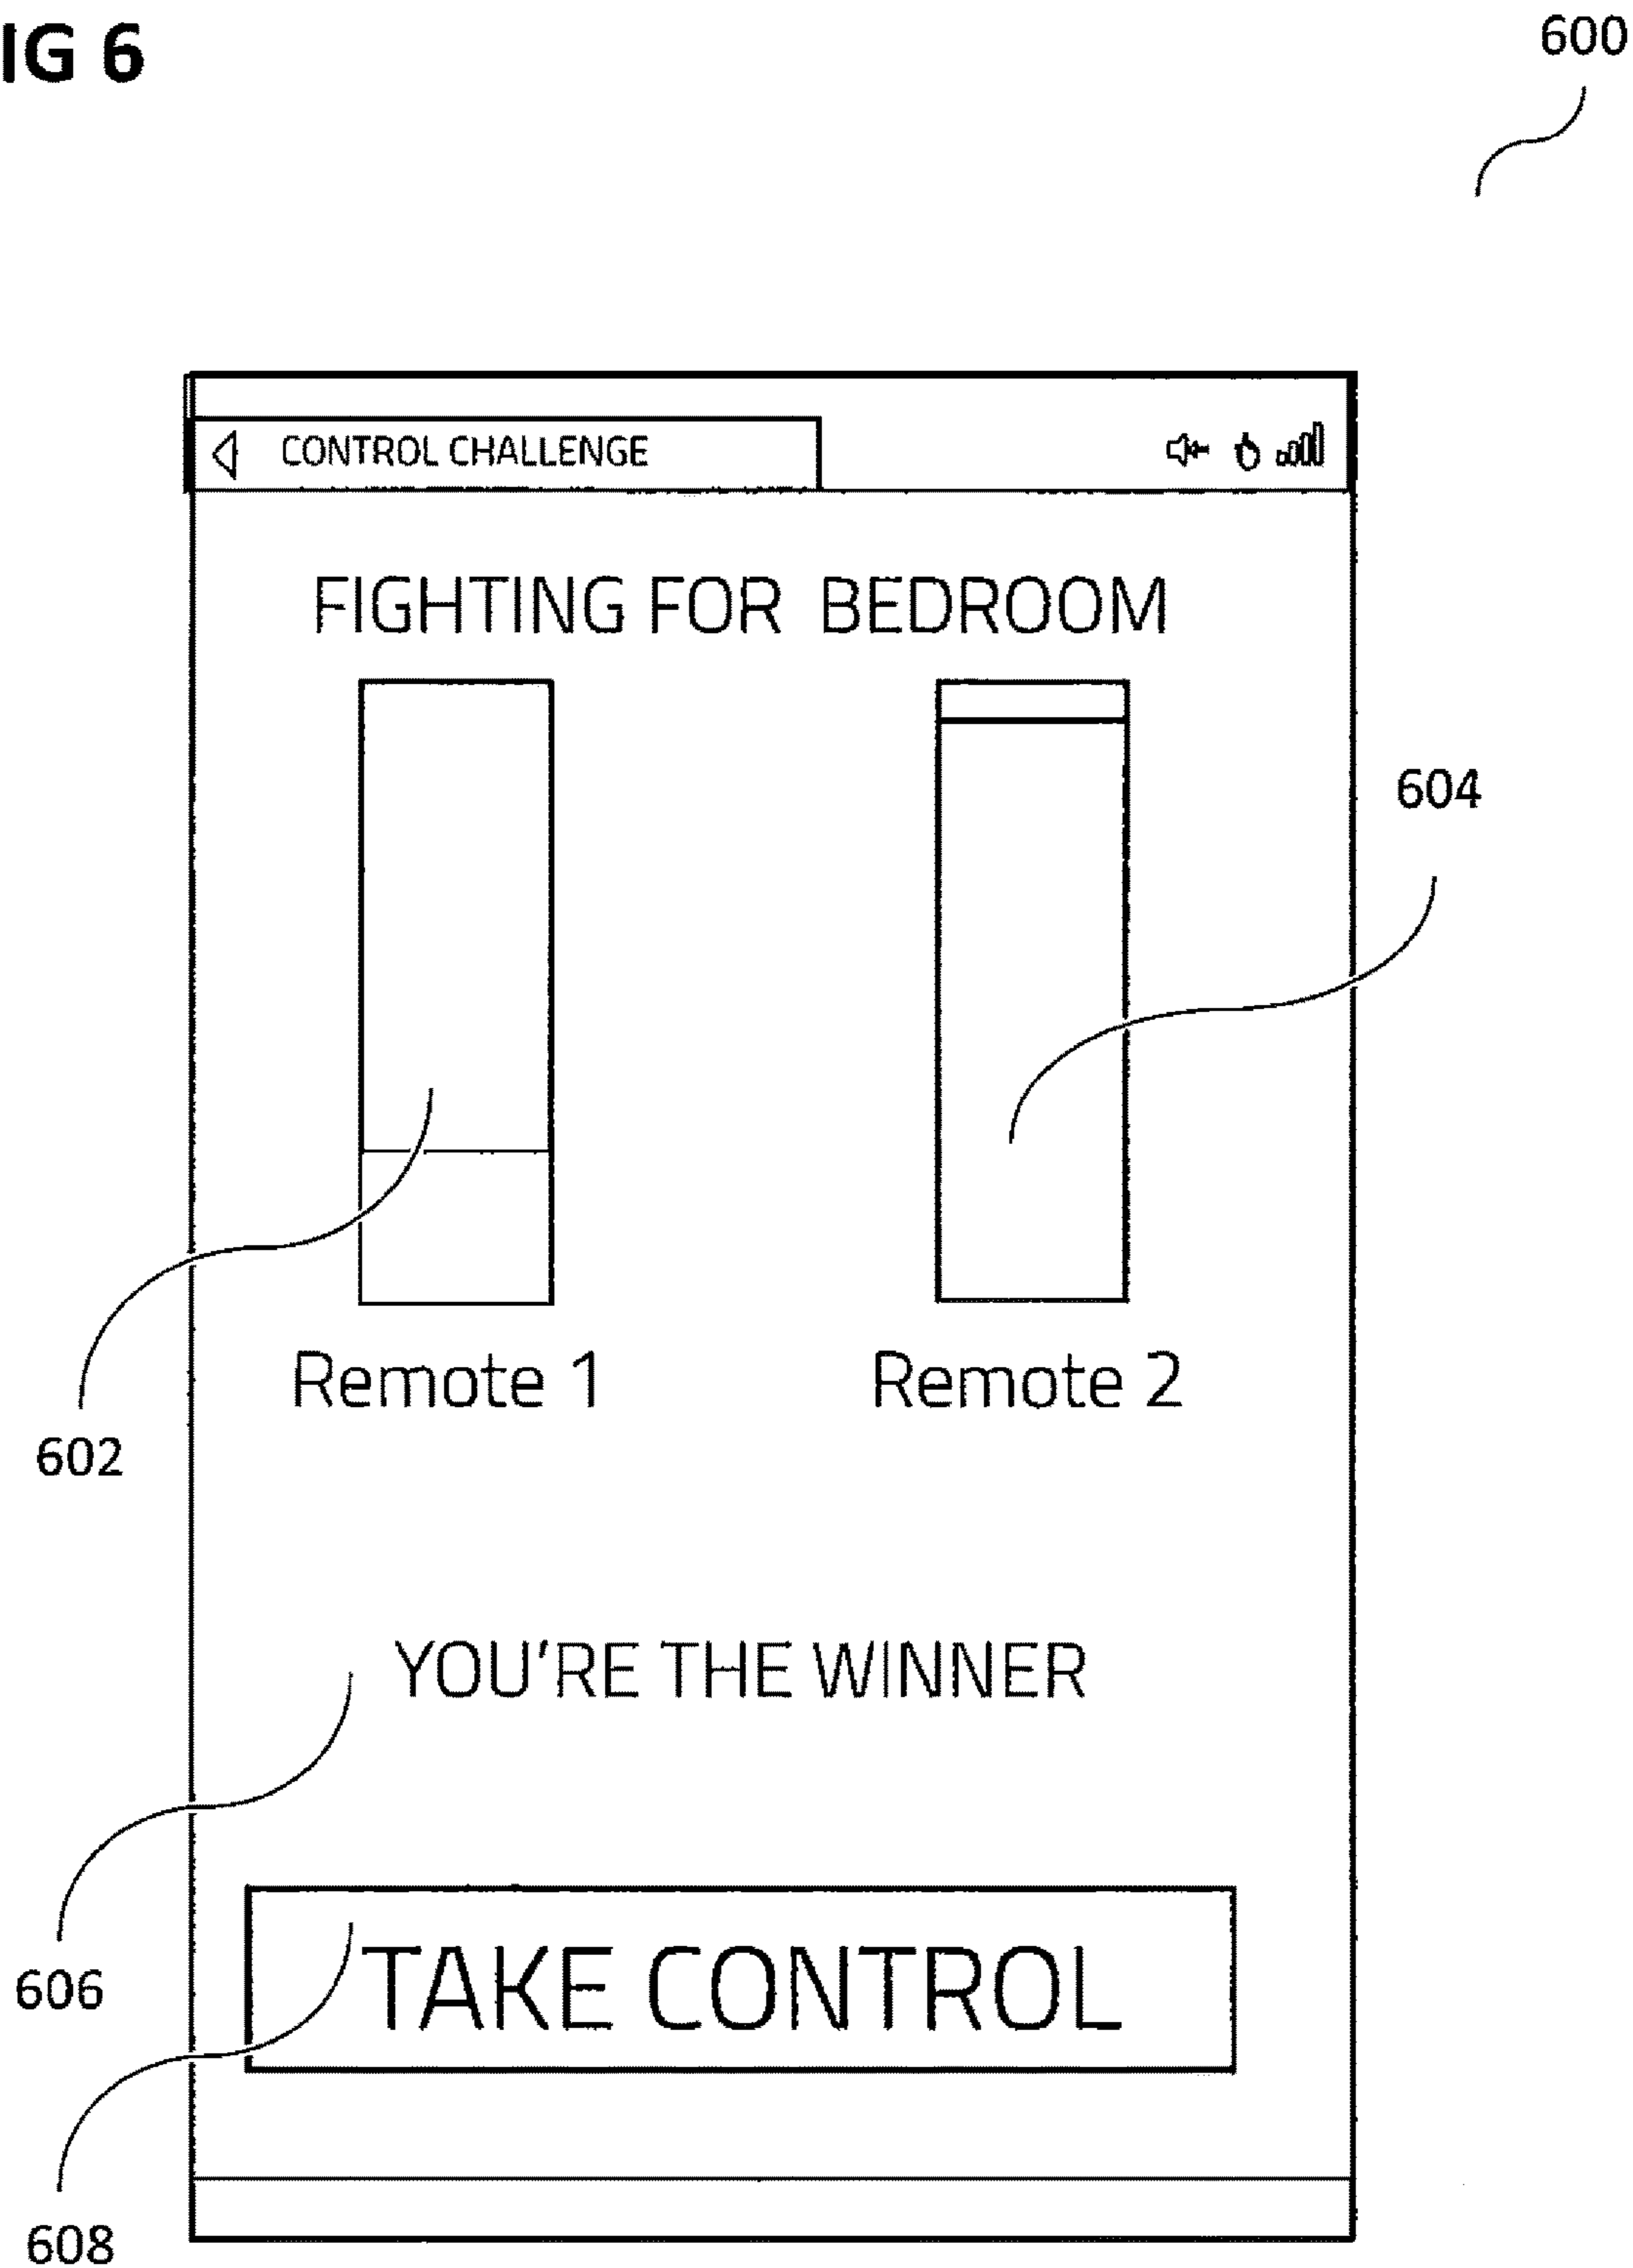 IG 6
600
CONTROL CHALLENGE
FIGHTING FOR BEDROOM
604
Remote 1 Remote 2
602
YOU'RE THE WINNER
606
TAKE CONTROL
608